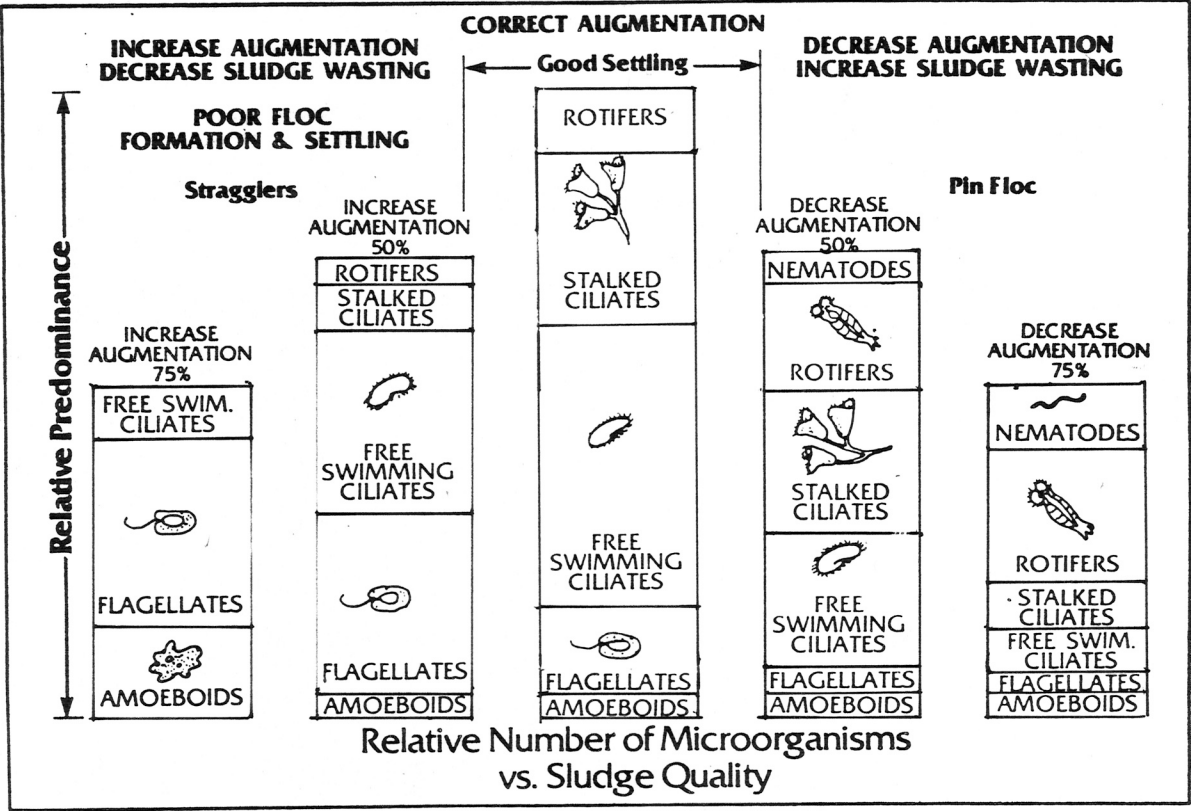 CORRECT AUGMENTATION
INCREASE AUGMENTATION
DECREASE SLUDGE WASTING
Good Settling
DECREASE AUGMENTATION
INCREASE SLUDGE WASTING
POOR FLOC
FORMATION & SETTLING
Stragglers
Pin Floc
Relative Predominance
INCREASE
AUGMENTATION
75%
FREE SWIM.
CILIATES
FLAGELLATES
AMOEBOIDS
INCREASE
AUGMENTATION
50%
ROTIFERS
STALKED
CILIATES
FREE
SWIMMING
CILIATES
FLAGELLATES
AMOEBOIDS
ROTIFERS
STALKED
CILIATES
FREE
SWIMMING
CILIATES
FLAGELLATES
AMOEBOIDS
DECREASE
AUGMENTATION
50%
NEMATODES
ROTIFERS
STALKED
CILIATES
FREE
SWIMMING
CILIATES
FLAGELLATES
AMOEBOIDS
DECREASE
AUGMENTATION
75%
NEMATODES
ROTIFERS
STALKED
CILIATES
FREE SWIM.
CILIATES
FLAGELLATES
AMOEBOIDS
Relative Number of Microorganisms
vs. Sludge Quality